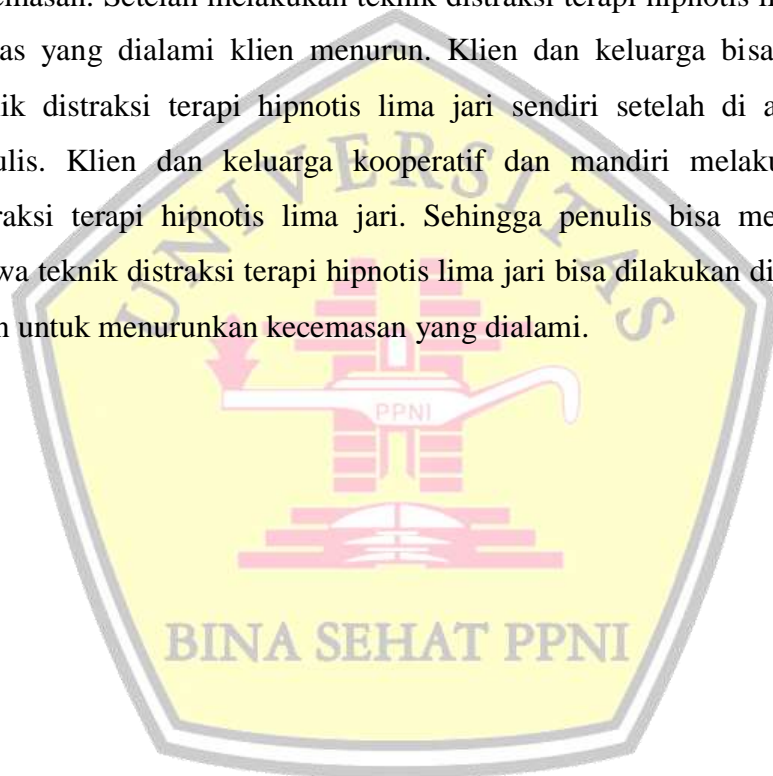 emasan. Setelah melakukan teknik distraksi terapi hipnotis li
as yang dialami klien menurun. Klien dan keluarga bisa
ik distraksi terapi hipnotis lima jari sendiri setelah di a
ulis. Klien dan keluarga kooperatif dan mandiri melaku
raksi terapi hipnotis lima jari. Sehingga penulis bisa me
wa teknik distraksi terapi hipnotis lima jari bisa dilakukan di
n untuk menurunkan kecemasan yang dialami.
UNIVERSITAS
PPNI
BINA SEHAT PPNI